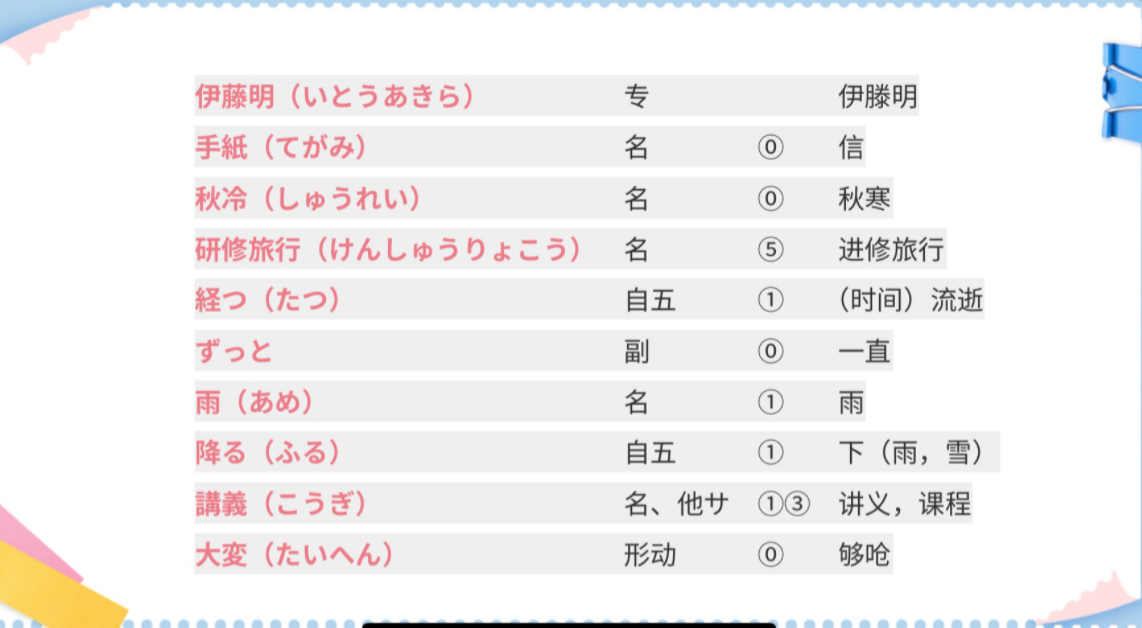 伊藤明（いとうあきら） 专 伊滕明
手紙（てがみ） 名 ⓪ 信
秋冷（しゅうれい） 名 ⓪ 秋寒
研修旅行（けんしゅうりょこう） 名 ⑤ 进修旅行
経つ（たつ） 自五 ① （时间）流逝
ずっと 副 ⓪ 一直
雨（あめ） 名 ① 雨
降る（ふる） 自五 ① 下（雨，雪）
講義（こうぎ） 名、他サ ①③ 讲义，课程
大変（たいへん） 形动 ⓪ 够呛